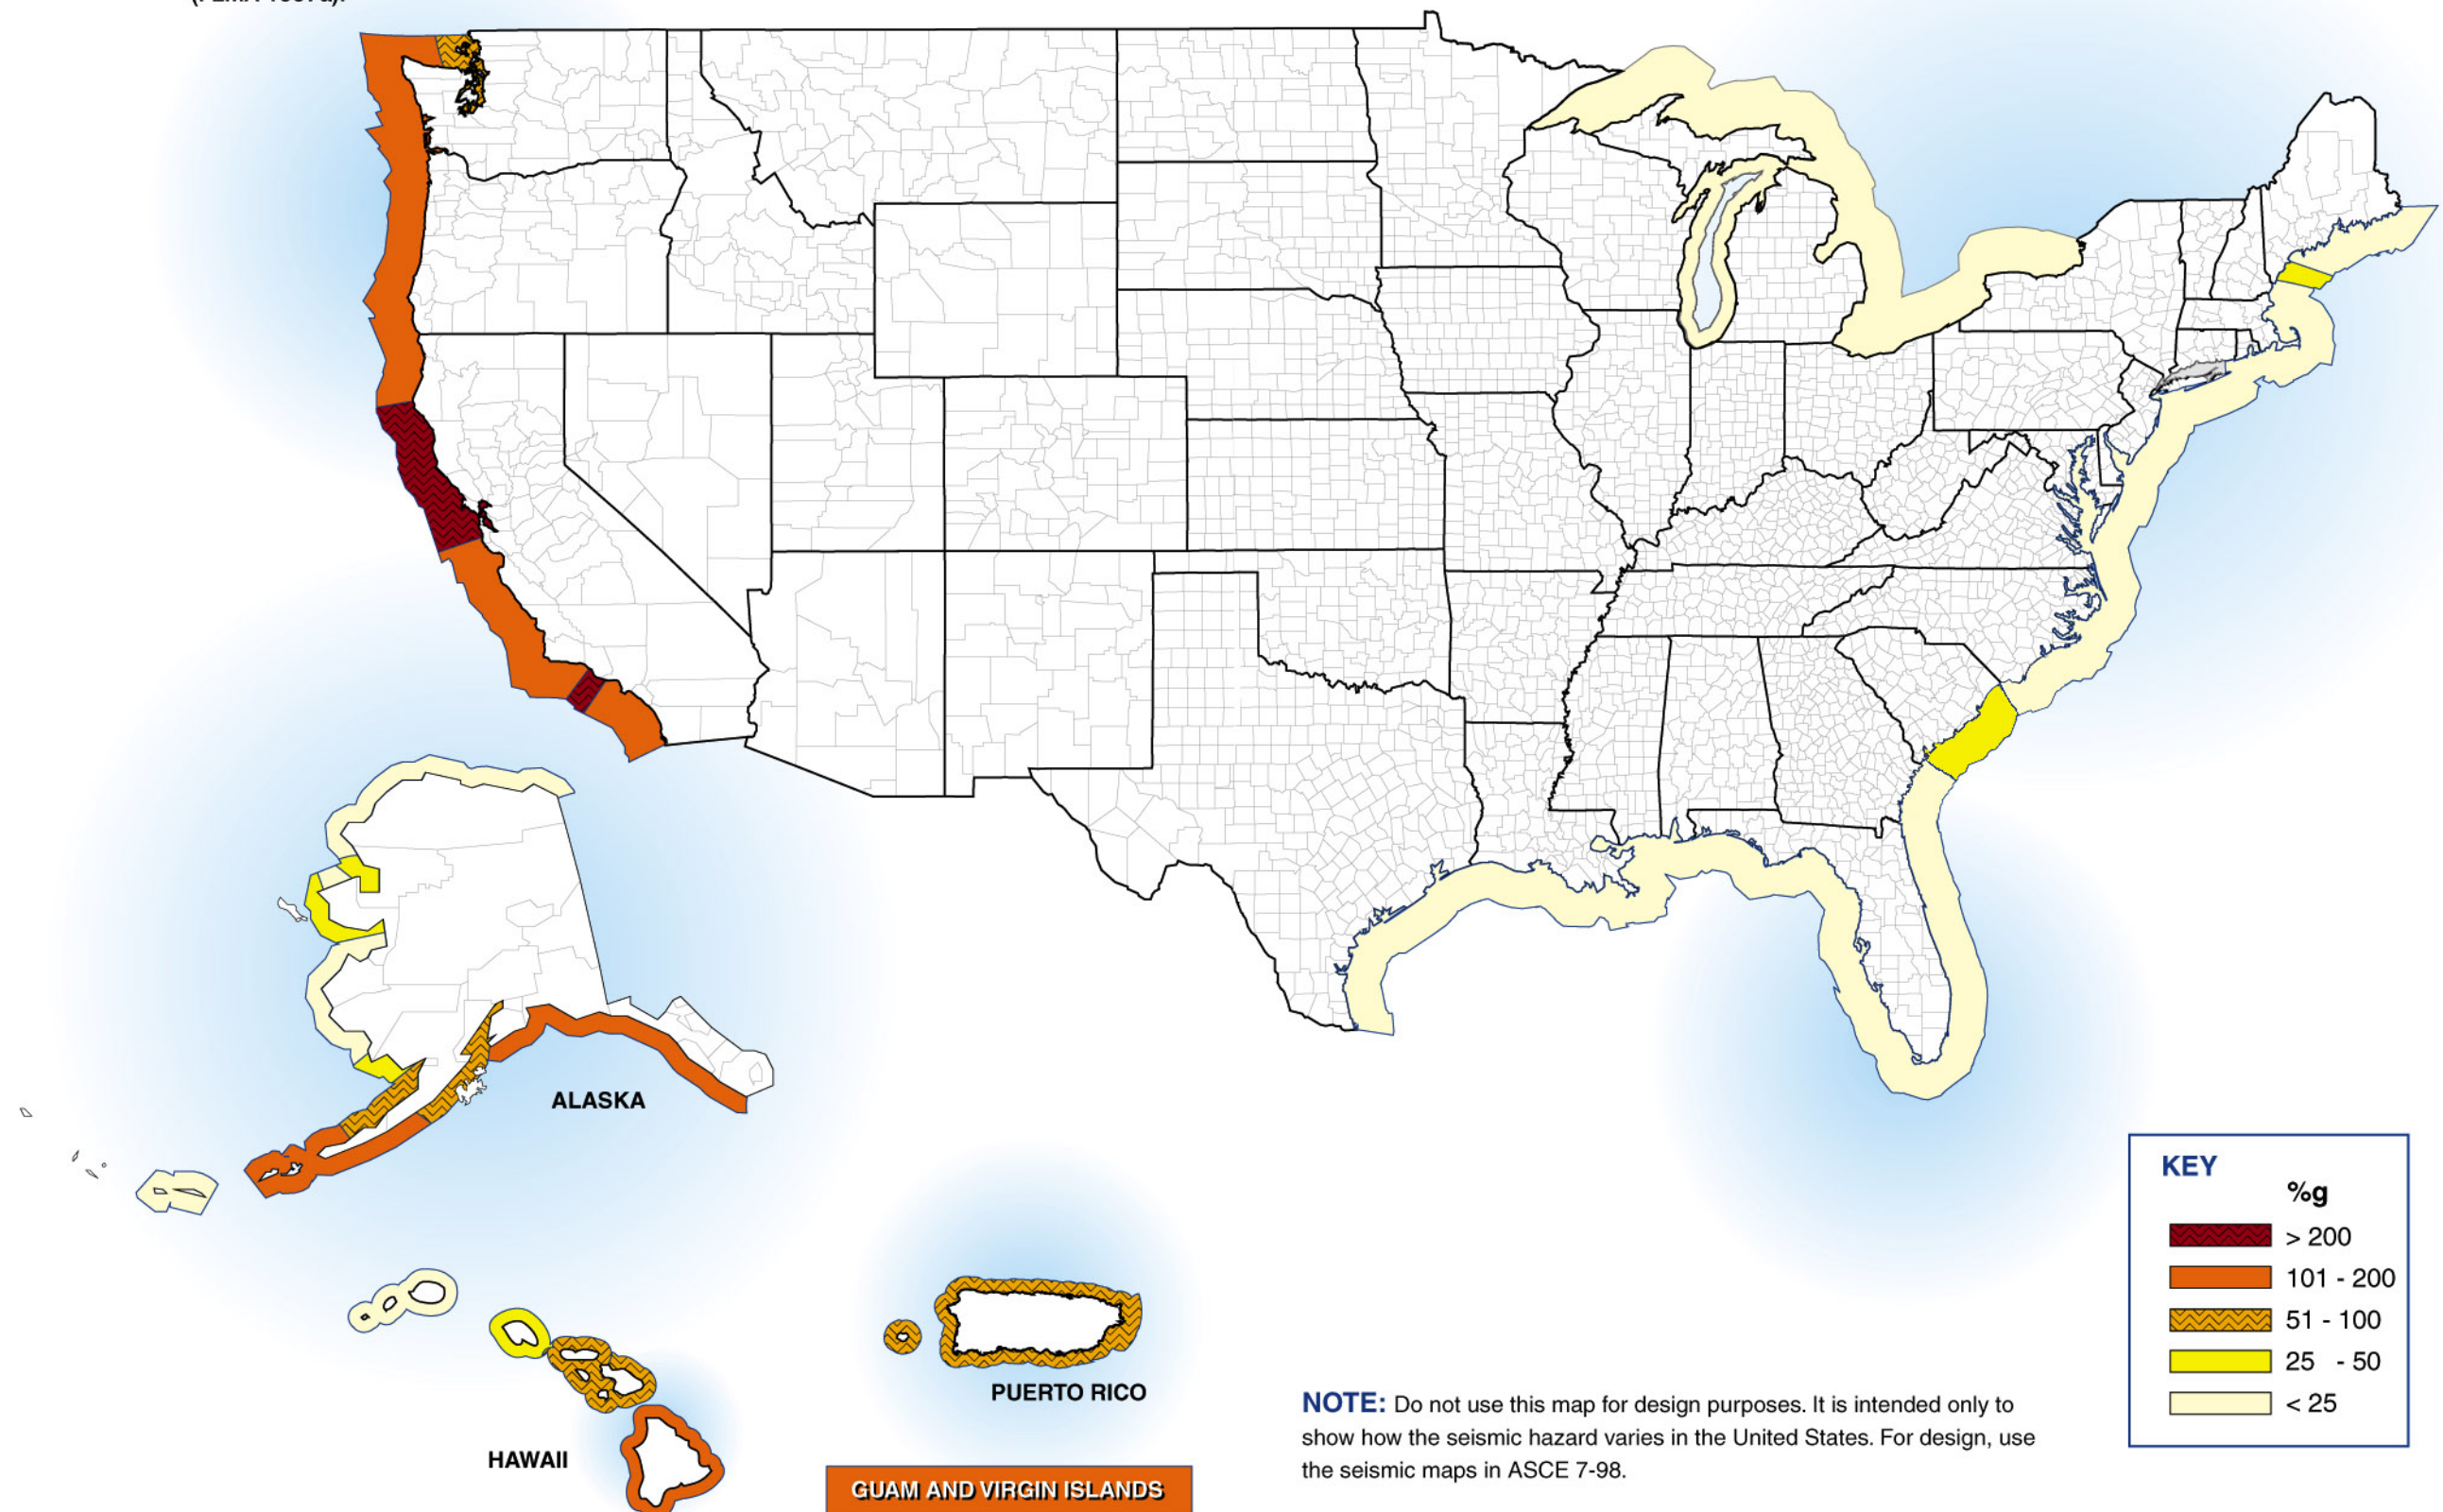 ALASKA
HAWAII
PUERTO RICO
GUAM AND VIRGIN ISLANDS
NOTE: Do not use this map for design purposes. It is intended only to
show how the seismic hazard varies in the United States. For design, use
the seismic maps in ASCE 7-98.
KEY
%g
> 200
101 - 200
51 - 100
25 - 50
< 25